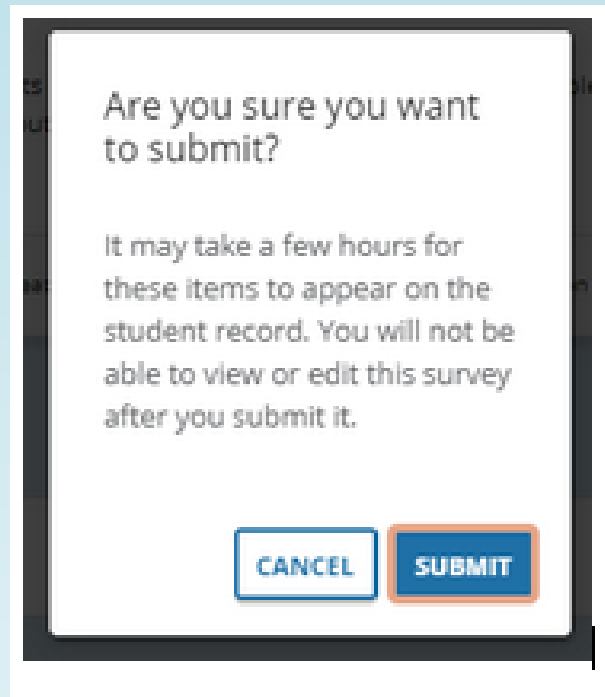 Are you sure you want
to submit?
It may take a few hours for
these items to appear on the
student record. You will not be
able to view or edit this survey
after you submit it.
CANCEL SUBMIT